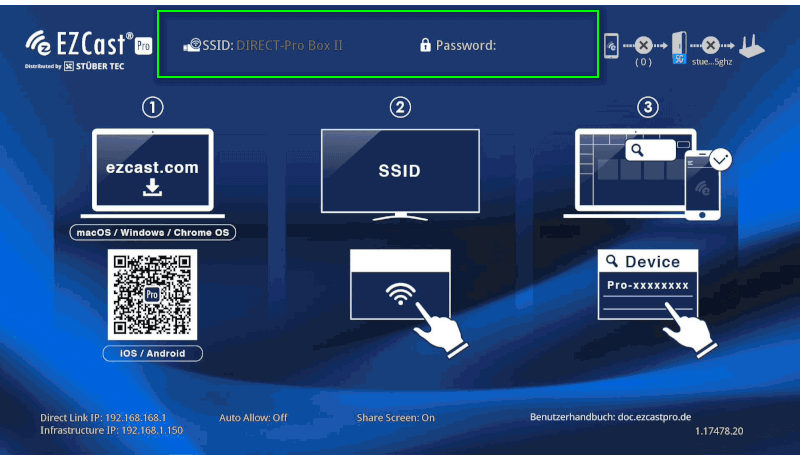 EZCast® Pro
Distributed by STÜBER TEC
SSID: DIRECT-Pro Box II
Password:
( 0 )
5G
stue...5ghz
1
2
3
ezcast.com
SSID
macOS / Windows / Chrome OS
Device
Pro-xxxxxxxx
Pro
iOS / Android
Direct Link IP: 192.168.168.1
Auto Allow: Off
Share Screen: On
Benutzerhandbuch: doc.ezcastpro.de
Infrastructure IP: 192.168.1.150
1.17478.20